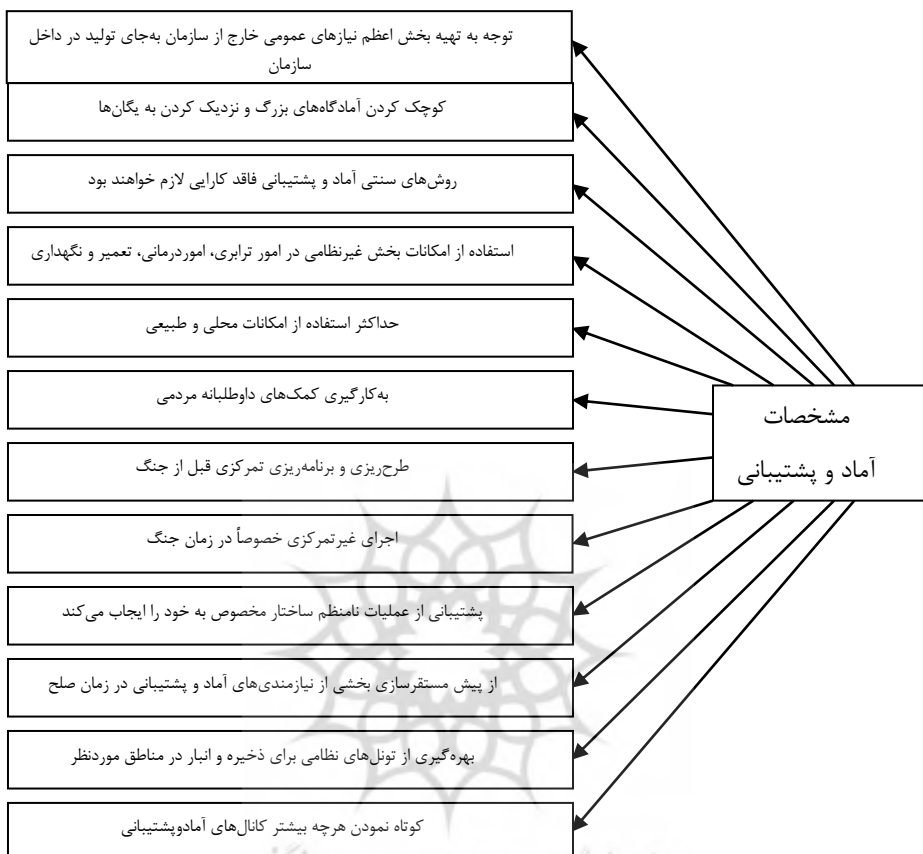 توجه به تهیه بخش اعظم نیازهای عمومی خارج از سازمان به‌جای تولید در داخل
سازمان
کوچک کردن آمادگاه‌های بزرگ و نزدیک کردن به یگان‌ها
روش‌های سنتی آماد و پشتیبانی فاقد کارایی لازم خواهند بود
استفاده از امکانات بخش غیرنظامی در امور ترابری، اموردرمانی، تعمیر و نگهداری
حداکثر استفاده از امکانات محلی و طبیعی
به‌کارگیری کمک‌های داوطلبانه مردمی
طرح‌ریزی و برنامه‌ریزی تمرکزی قبل از جنگ
اجرای غیرتمرکزی خصوصاً در زمان جنگ
پشتیبانی از عملیات نامنظم ساختار مخصوص به خود را ایجاب می‌کند
از پیش مستقرسازی بخشی از نیازمندی‌های آماد و پشتیبانی در زمان صلح
بهره‌گیری از تونل‌های نظامی برای ذخیره و انبار در مناطق موردنظر
کوتاه نمودن هرچه بیشتر کانال‌های آمادوپشتیبانی
مشخصات
آماد و پشتیبانی